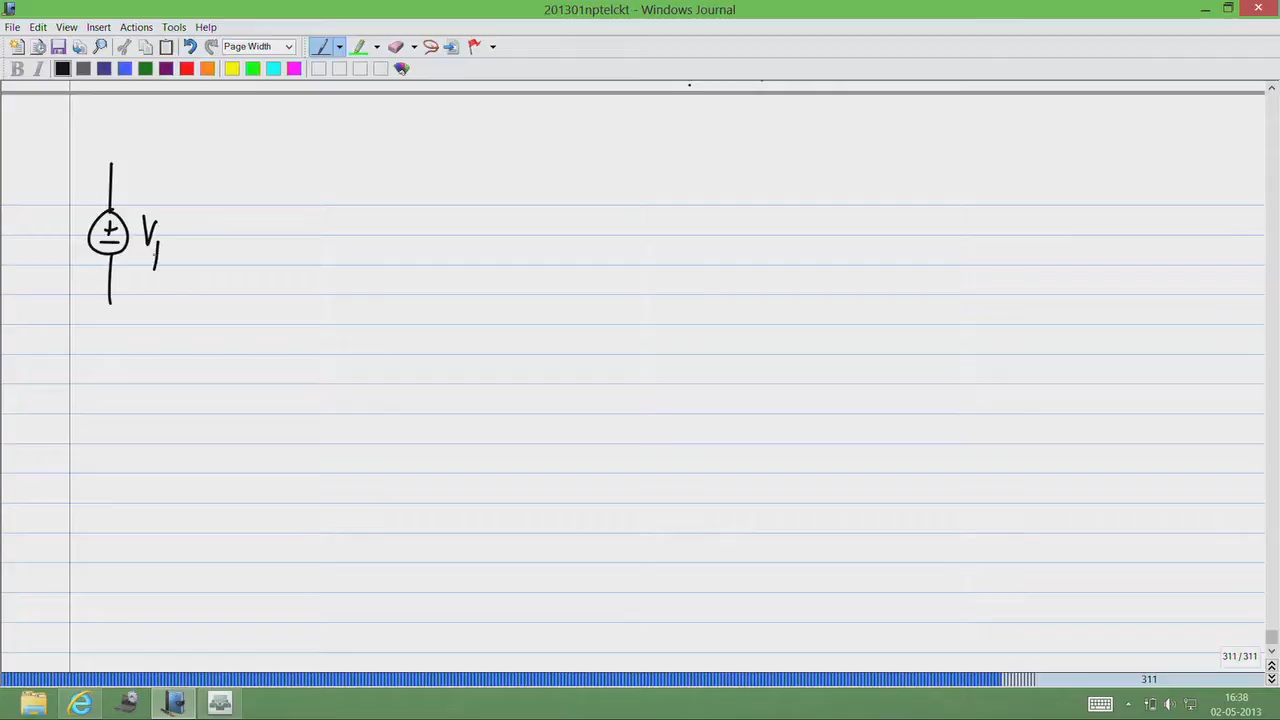 201301nptelckt - Windows Journal
File Edit View Insert Actions Tools Help
Page Width
B I
+
−
V1
311 / 311
311
16:38
02-05-2013